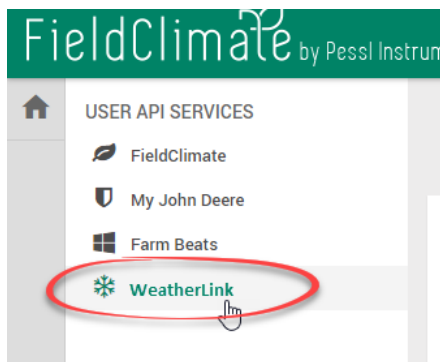 FieldClimate by Pessl Instrum
USER API SERVICES
FieldClimate
My John Deere
Farm Beats
WeatherLink